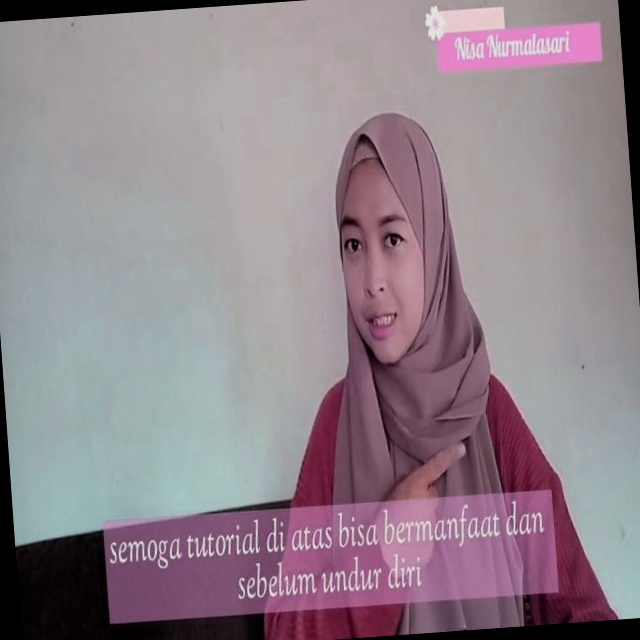 Nisa Nurmalasari
semoga tutorial di atas bisa bermanfaat dan
sebelum undur diri